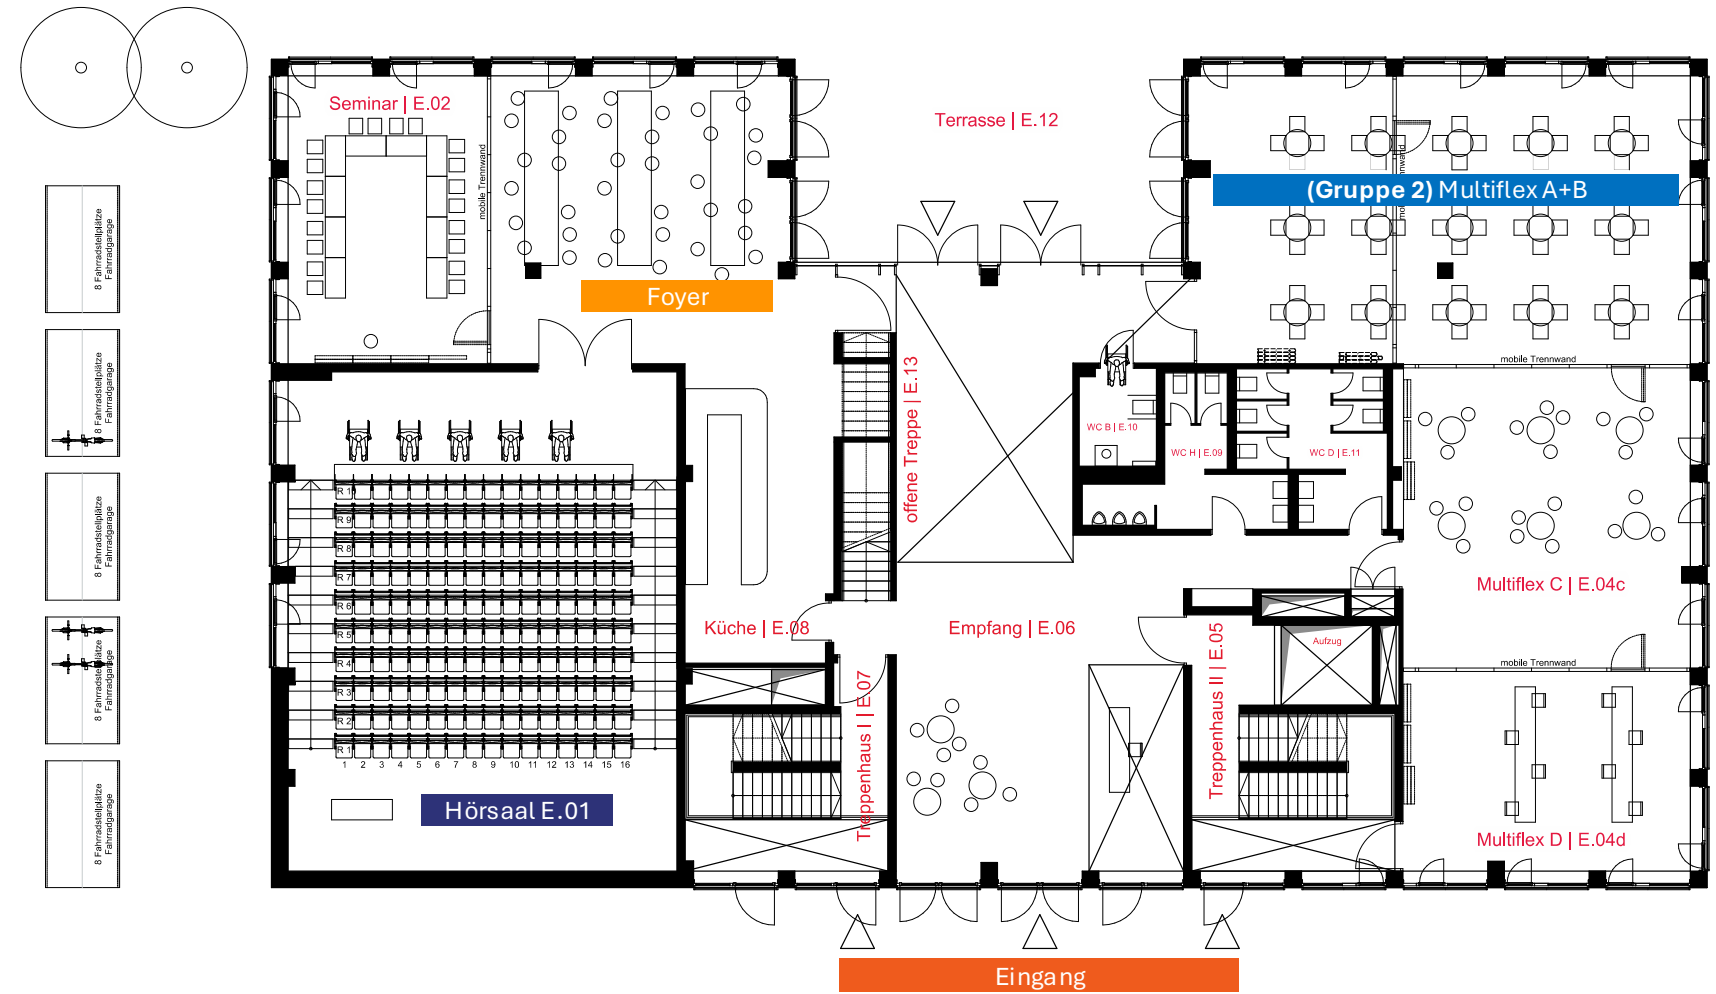 Seminar | E.02
mobile Trennwand
Terrasse | E.12
mobile Trennwand
(Gruppe 2) Multiflex A+B
Foyer
8 Fahrradstellplätze
Fahrradgarage
8 Fahrradstellplätze
Fahrradgarage
8 Fahrradstellplätze
Fahrradgarage
8 Fahrradstellplätze
Fahrradgarage
8 Fahrradstellplätze
Fahrradgarage
mobile Trennwand
offene Treppe | E.13
WC B | E.10
WC H | E.09
WC D | E.11
R 10
R 9
R 8
R 7
R 6
R 5
R 4
R 3
R 2
R 1
1 2 3 4 5 6 7 8 9 10 11 12 13 14 15 16
Multiflex C | E.04c
Küche | E.08
Empfang | E.06
Treppenhaus II | E.05
Aufzug
mobile Trennwand
Treppenhaus I | E.07
Hörsaal E.01
Multiflex D | E.04d
Eingang